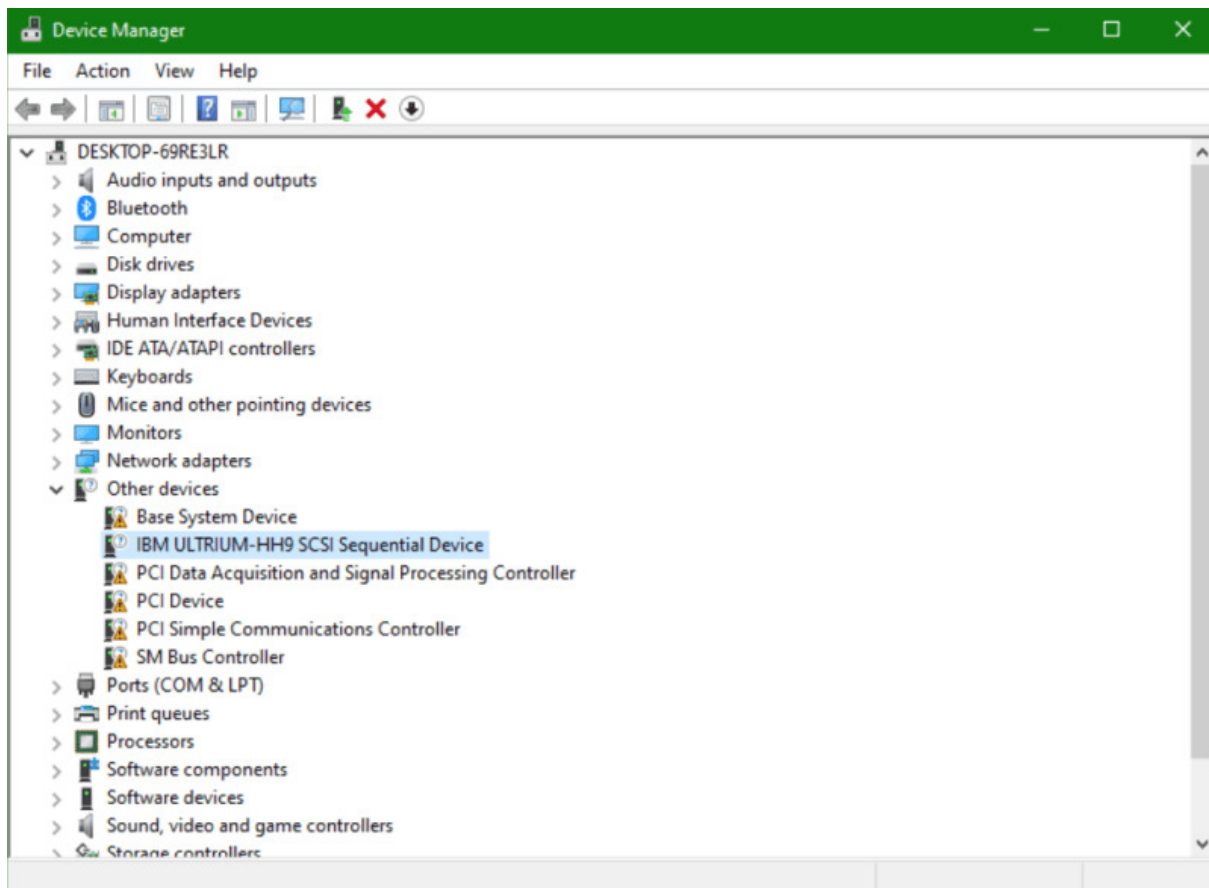 Device Manager
File Action View Help
DESKTOP-69RE3LR
Audio inputs and outputs
Bluetooth
Computer
Disk drives
Display adapters
Human Interface Devices
IDE ATA/ATAPI controllers
Keyboards
Mice and other pointing devices
Monitors
Network adapters
Other devices
Base System Device
IBM ULTRIUM-HH9 SCSI Sequential Device
PCI Data Acquisition and Signal Processing Controller
PCI Device
PCI Simple Communications Controller
SM Bus Controller
Ports (COM & LPT)
Print queues
Processors
Software components
Software devices
Sound, video and game controllers
Storage controllers